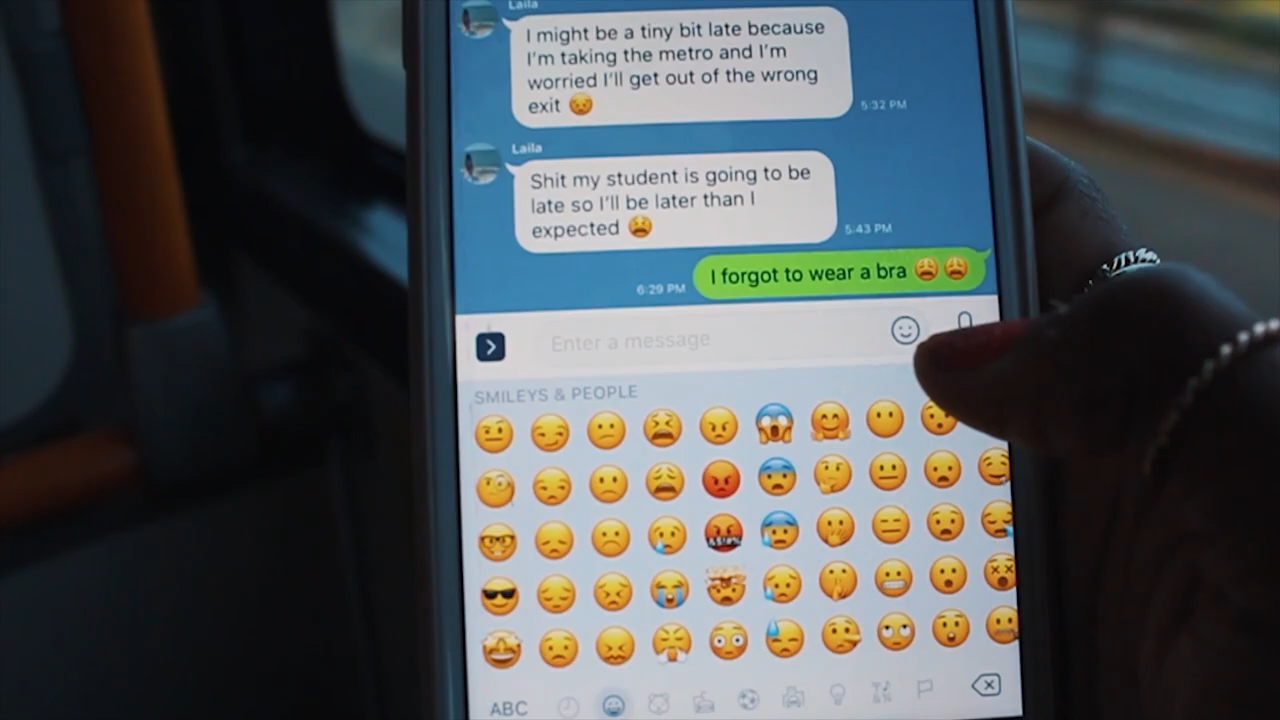 Laila
I might be a tiny bit late because
I'm taking the metro and I'm
worried I'll get out of the wrong
exit 😣
5:32 PM
Laila
Shit my student is going to be
late so I'll be later than I
expected 😫
5:43 PM
I forgot to wear a bra 😩😩
6:29 PM
Enter a message
SMILEYS & PEOPLE
ABC